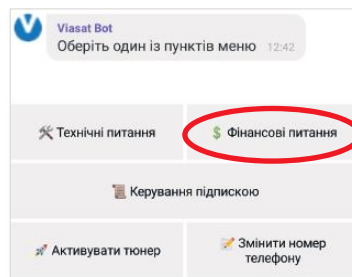 Viasat Bot
Оберіть один із пунктів меню 12:42
🛠 Технічні питання
💲 Фінансові питання
📜 Керування підпискою
🚀 Активувати тюнер
📝 Змінити номер
телефону